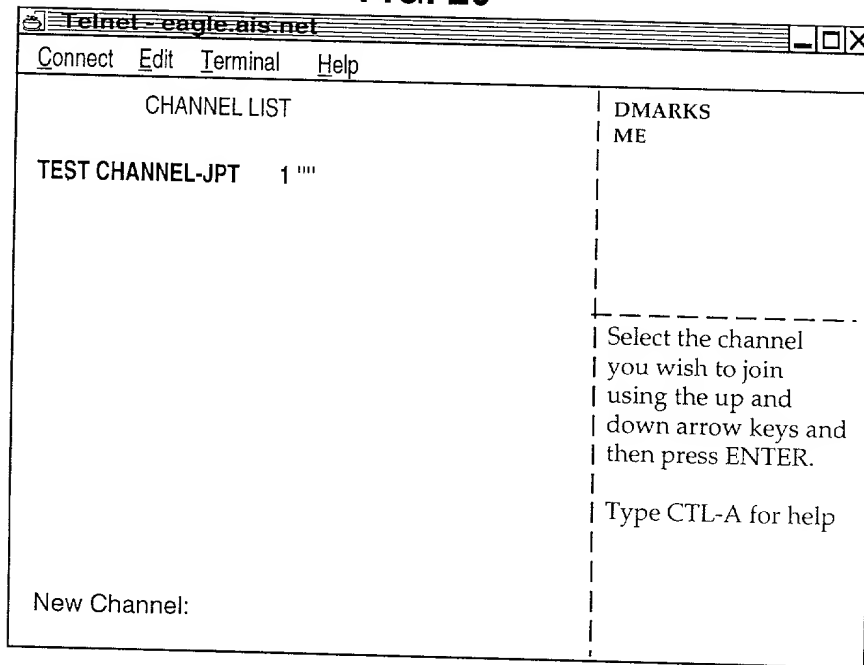 Telnet - eagle.ais.net
Connect Edit Terminal Help
CHANNEL LIST
TEST CHANNEL-JPT 1 """
New Channel:
DMARKS
ME
Select the channel
you wish to join
using the up and
down arrow keys and
then press ENTER.
Type CTL-A for help